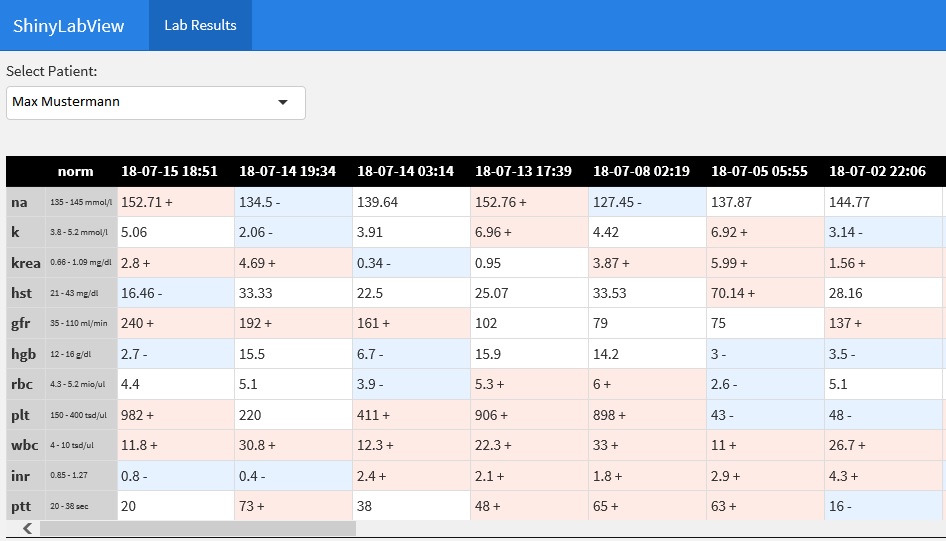 ShinyLabView Lab Results
Select Patient:
Max Mustermann
norm 18-07-15 18:51 18-07-14 19:34 18-07-14 03:14 18-07-13 17:39 18-07-08 02:19 18-07-05 05:55 18-07-02 22:06
na 135 - 145 mmol/l 152.71 + 134.5 - 139.64 152.76 + 127.45 - 137.87 144.77
k 3.8 - 5.2 mmol/l 5.06 2.06 - 3.91 6.96 + 4.42 6.92 + 3.14 -
krea 0.66 - 1.09 mg/dl 2.8 + 4.69 + 0.34 - 0.95 3.87 + 5.99 + 1.56 +
hst 21 - 43 mg/dl 16.46 - 33.33 22.5 25.07 33.53 70.14 + 28.16
gfr 35 - 110 ml/min 240 + 192 + 161 + 102 79 75 137 +
hgb 12 - 16 g/dl 2.7 - 15.5 6.7 - 15.9 14.2 3 - 3.5 -
rbc 4.3 - 5.2 mio/ul 4.4 5.1 3.9 - 5.3 + 6 + 2.6 - 5.1
plt 150 - 400 tsd/ul 982 + 220 411 + 906 + 898 + 43 - 48 -
wbc 4 - 10 tsd/ul 11.8 + 30.8 + 12.3 + 22.3 + 33 + 11 + 26.7 +
inr 0.85 - 1.27 0.8 - 0.4 - 2.4 + 2.1 + 1.8 + 2.9 + 4.3 +
ptt 20 - 38 sec 20 73 + 38 48 + 65 + 63 + 16 -